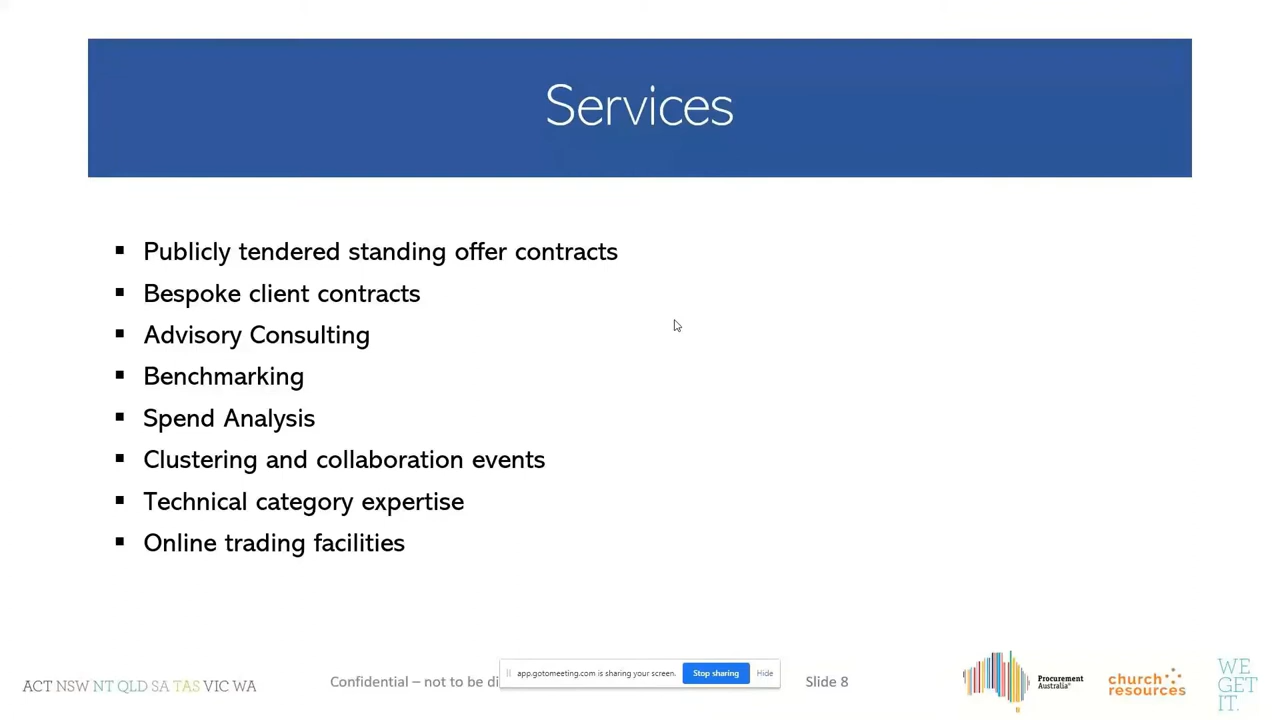 Services
▪ Publicly tendered standing offer contracts
▪ Bespoke client contracts
▪ Advisory Consulting
▪ Benchmarking
▪ Spend Analysis
▪ Clustering and collaboration events
▪ Technical category expertise
▪ Online trading facilities
ACT NSW NT QLD SA TAS VIC WA
Confidential – not to be di
app.gotomeeting.com is sharing your screen. Stop sharing Hide
Slide 8
Procurement
Australia®
church
resources
WE
GET
IT.